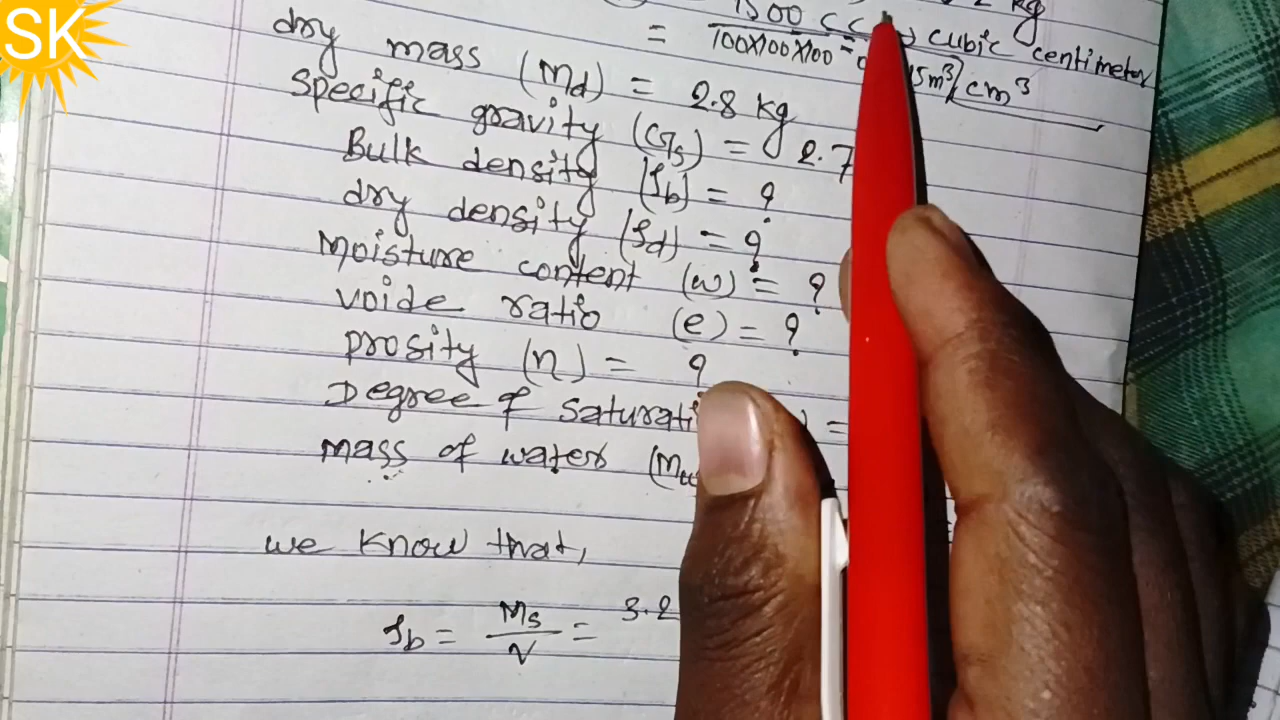 SK
kg
= 1500 cc cubic centimeter
100x100x100 = m³/cm³
dry mass (Md) = 2.8 kg
Specific gravity (Gs) = 2.7
Bulk density (ρb) = ?
dry density (ρd) = ?
Moisture content (w) = ?
voide ratio (e) = ?
prosity (n) = ?
Degree of =
mass of water
we know that,
ρb = Ms/V = 3.2